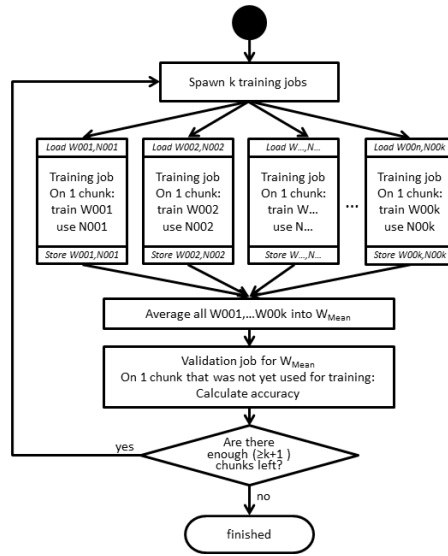 Spawn k training jobs
Load W001,N001
Load W002,N002
Load W...,N...
Load W00n,N00k
Training job
On 1 chunk:
train W001
use N001
Training job
On 1 chunk:
train W002
use N002
Training job
On 1 chunk:
train W...
use N...
...
Training job
On 1 chunk:
train W00k
use N00k
Store W001,N001
Store W002,N002
Store W...,N...
Store W00k,N00k
Average all W001,...W00k into WMean
Validation job for WMean
On 1 chunk that was not yet used for training:
Calculate accuracy
yes
Are there
enough (≥k+1 )
chunks left?
no
finished